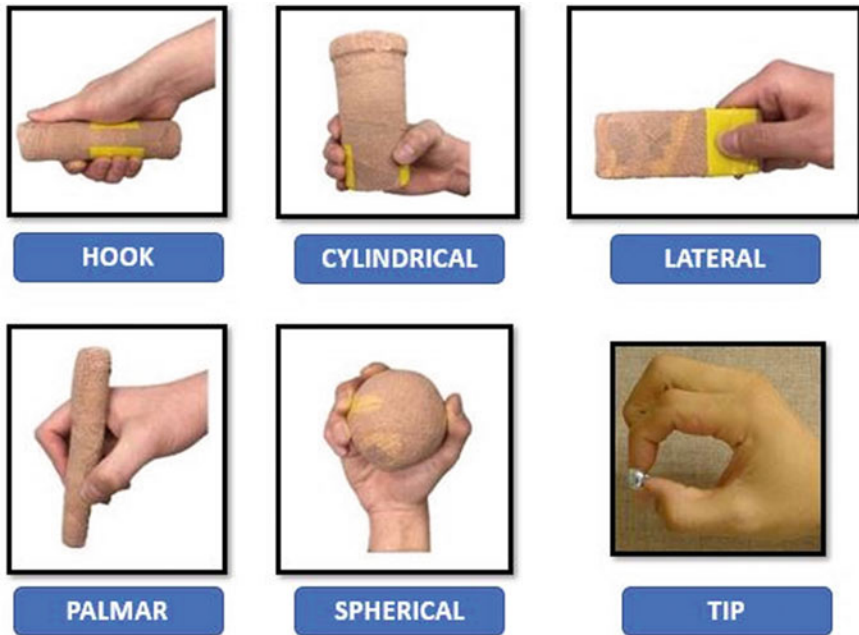 HOOK
CYLINDRICAL
LATERAL
PALMAR
SPHERICAL
TIP